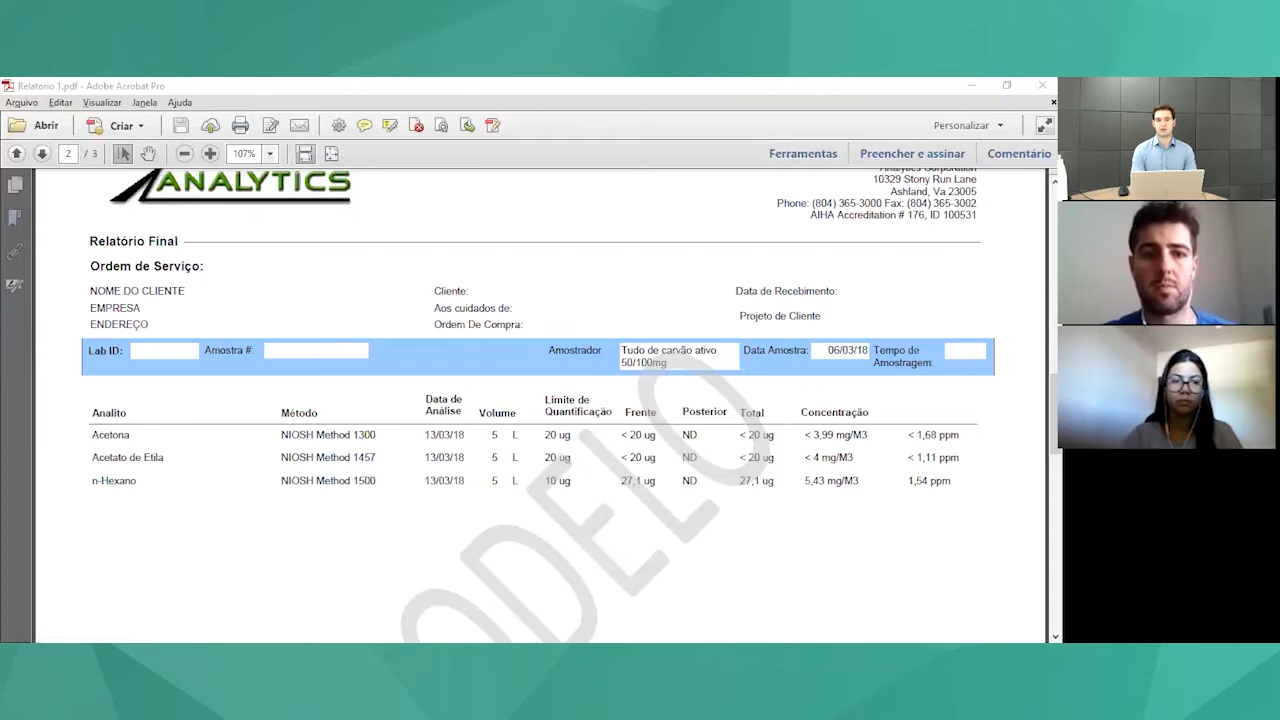 Relatorio 1.pdf - Adobe Acrobat Pro
Arquivo Editar Visualizar Janela Ajuda
Abrir Criar Personalizar
2 / 3 107% Ferramentas Preencher e assinar Comentário
ANALYTICS
Analytics Corporation
10329 Stony Run Lane
Ashland, Va 23005
Phone: (804) 365-3000 Fax: (804) 365-3002
AIHA Accreditation # 176, ID 100531
Relatório Final
Ordem de Serviço:
NOME DO CLIENTE Cliente: Data de Recebimento:
EMPRESA Aos cuidados de:
ENDEREÇO Ordem De Compra: Projeto de Cliente
Lab ID: Amostra #: Amostrador Tudo de carvão ativo 50/100mg Data Amostra: 06/03/18 Tempo de Amostragem:
Analito Método Data de Análise Volume Limite de Quantificação Frente Posterior Total Concentração
Acetona NIOSH Method 1300 13/03/18 5 L 20 ug < 20 ug ND < 20 ug < 3,99 mg/M3 < 1,68 ppm
Acetato de Etila NIOSH Method 1457 13/03/18 5 L 20 ug < 20 ug ND < 20 ug < 4 mg/M3 < 1,11 ppm
n-Hexano NIOSH Method 1500 13/03/18 5 L 10 ug 27,1 ug ND 27,1 ug 5,43 mg/M3 1,54 ppm
ODELO